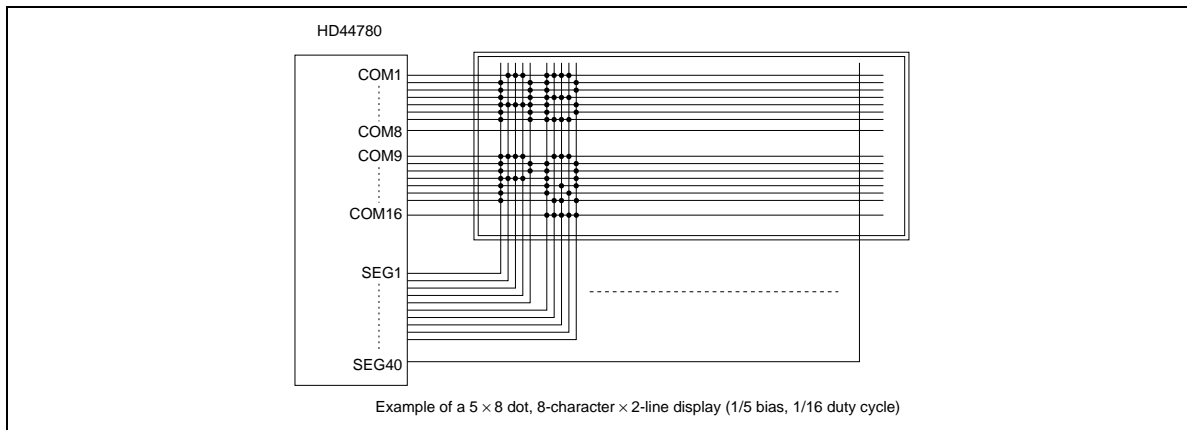 HD44780
COM1
COM8
COM9
COM16
SEG1
SEG40
Example of a 5 × 8 dot, 8-character × 2-line display (1/5 bias, 1/16 duty cycle)